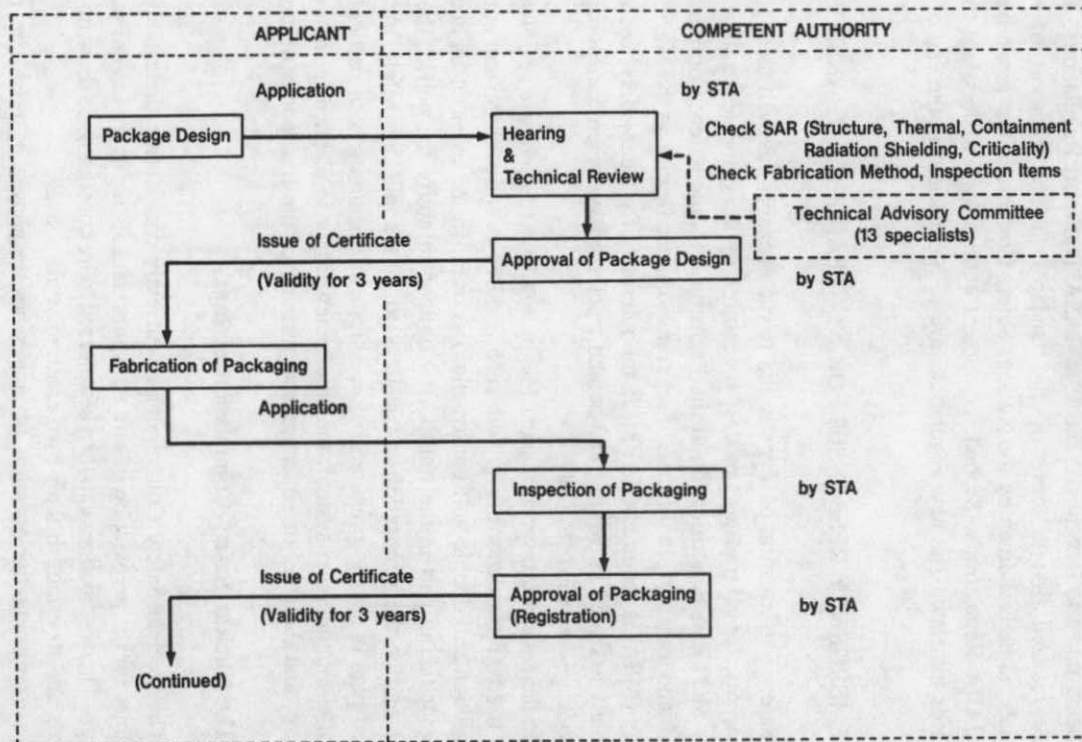 APPLICANT
COMPETENT AUTHORITY
Application
by STA
Package Design
Hearing
&
Technical Review
Check SAR (Structure, Thermal, Containment
Radiation Shielding, Criticality)
Check Fabrication Method, Inspection Items
Technical Advisory Committee
(13 specialists)
Issue of Certificate
(Validity for 3 years)
Approval of Package Design
by STA
Fabrication of Packaging
Application
Inspection of Packaging
by STA
Issue of Certificate
(Validity for 3 years)
Approval of Packaging
(Registration)
by STA
(Continued)